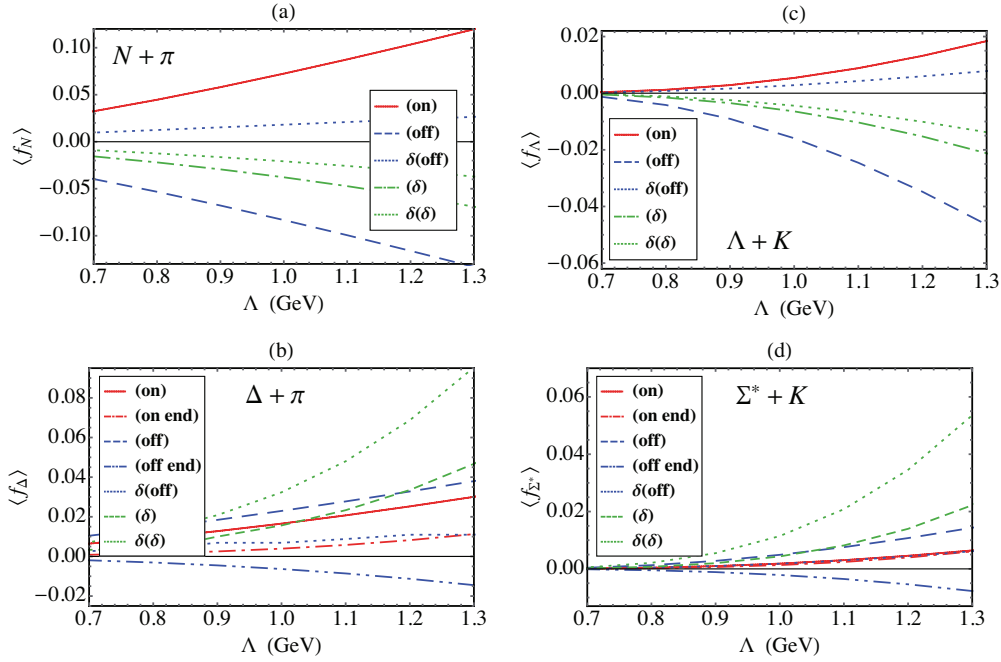 (a)
N + π
⟨f_N⟩
0.10
0.05
0.00
−0.05
−0.10
(on)
(off)
δ(off)
(δ)
δ(δ)
0.7 0.8 0.9 1.0 1.1 1.2 1.3
Λ (GeV)
(c)
⟨f_Λ⟩
0.02
0.00
−0.02
−0.04
−0.06
(on)
(off)
δ(off)
(δ)
δ(δ)
Λ + K
0.7 0.8 0.9 1.0 1.1 1.2 1.3
Λ (GeV)
(b)
Δ + π
⟨f_Δ⟩
0.08
0.06
0.04
0.02
0.00
−0.02
(on)
(on end)
(off)
(off end)
δ(off)
(δ)
δ(δ)
0.7 0.8 0.9 1.0 1.1 1.2 1.3
Λ (GeV)
(d)
Σ* + K
⟨f_Σ*⟩
0.06
0.04
0.02
0.00
(on)
(on end)
(off)
(off end)
δ(off)
(δ)
δ(δ)
0.7 0.8 0.9 1.0 1.1 1.2 1.3
Λ (GeV)